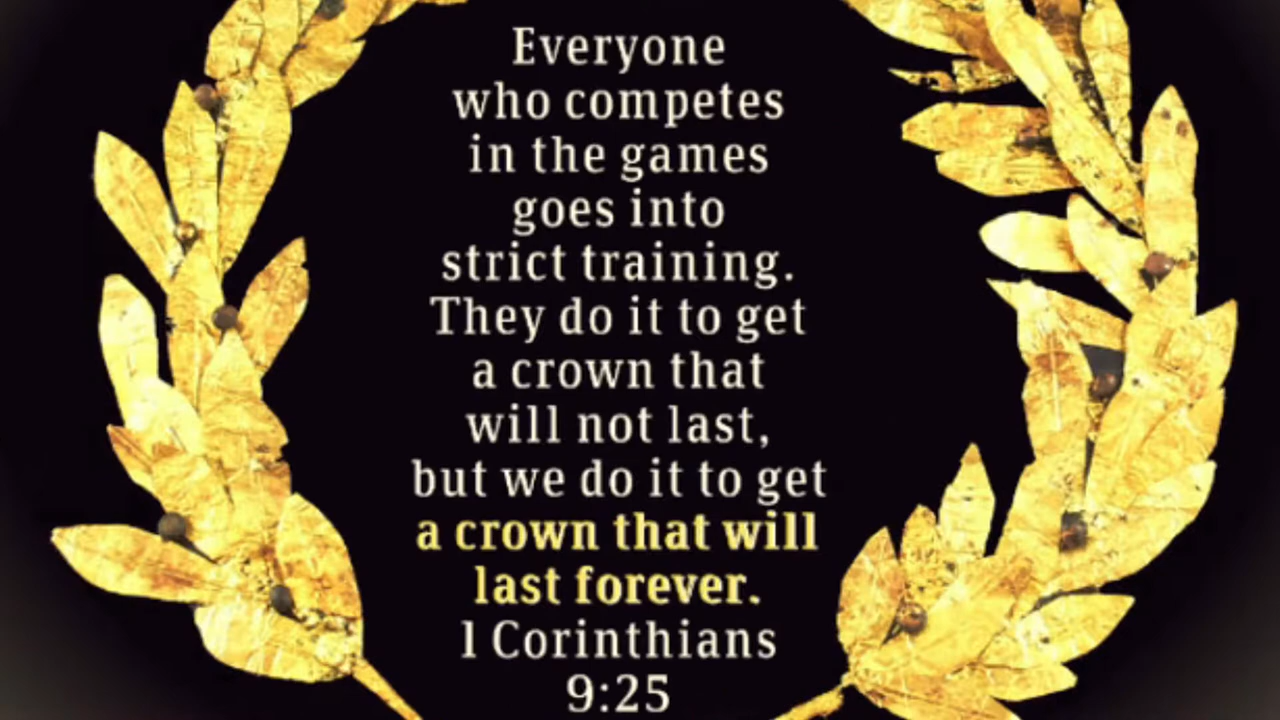 Everyone
who competes
in the games
goes into
strict training.
They do it to get
a crown that
will not last,
but we do it to get
a crown that will
last forever.
1 Corinthians
9:25